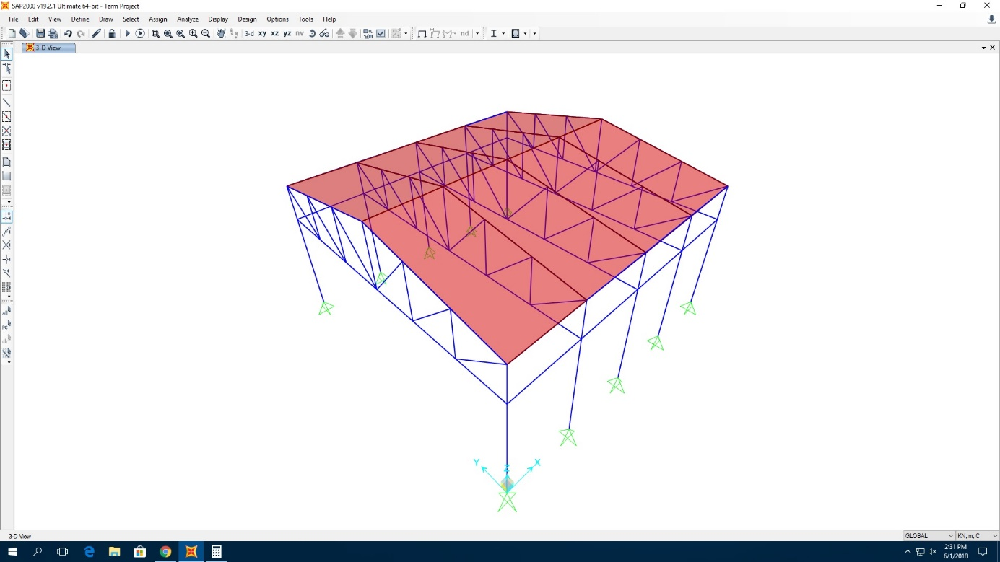 SAP2000 v19.2.1 Ultimate 64-bit - Term Project
File Edit View Define Draw Select Assign Analyze Display Design Options Tools Help
3-d xy xz yz nv nd
3-D View
Y Z X
3-D View GLOBAL KN, m, C
2:31 PM
6/1/2018